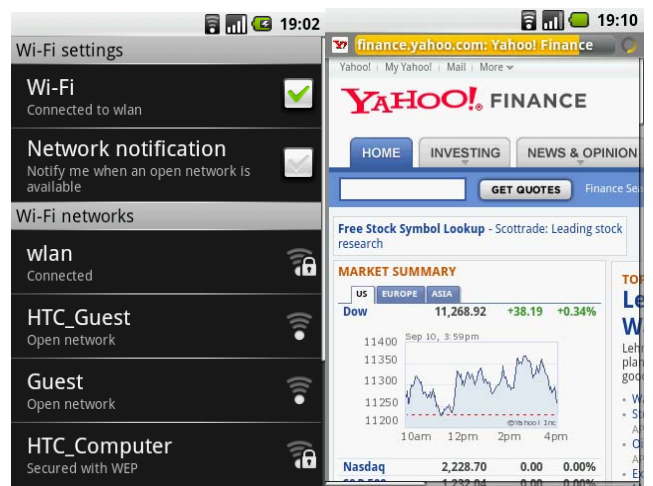 19:02
Wi-Fi settings
Wi-Fi
Connected to wlan
Network notification
Notify me when an open network is
available
Wi-Fi networks
wlan
Connected
HTC_Guest
Open network
Guest
Open network
HTC_Computer
Secured with WEP
19:10
finance.yahoo.com: Yahoo! Finance
Yahoo! My Yahoo! Mail More
YAHOO! FINANCE
HOME INVESTING NEWS & OPINION
GET QUOTES Finance
Free Stock Symbol Lookup - Scottrade: Leading stock
research
MARKET SUMMARY
US EUROPE ASIA
Dow 11,268.92 +38.19 +0.34%
Sep 10, 3:59pm
11400
11350
11300
11250
11200
©Yahoo! Inc
10am 12pm 2pm 4pm
Nasdaq 2,228.70 0.00 0.00%